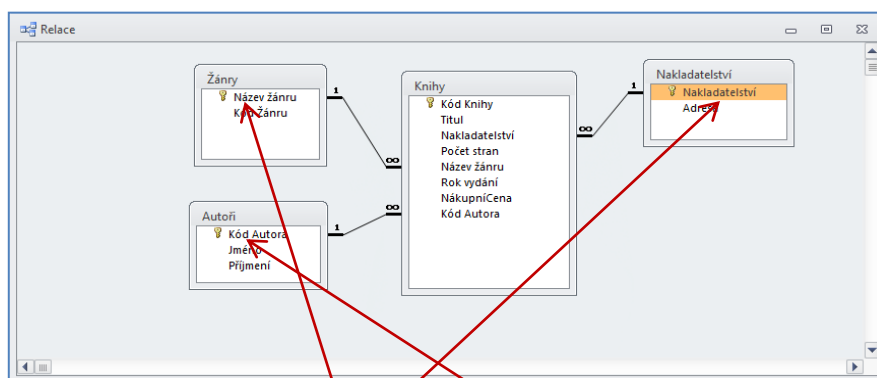 Relace
Žánry
Název žánru
Kód Žánru
1
∞
Knihy
Kód Knihy
Titul
Nakladatelství
Počet stran
Název žánru
Rok vydání
NákupníCena
Kód Autora
Nakladatelství
Nakladatelství
Adresa
1
∞
Autoři
Kód Autora
Jméno
Příjmení
1
∞